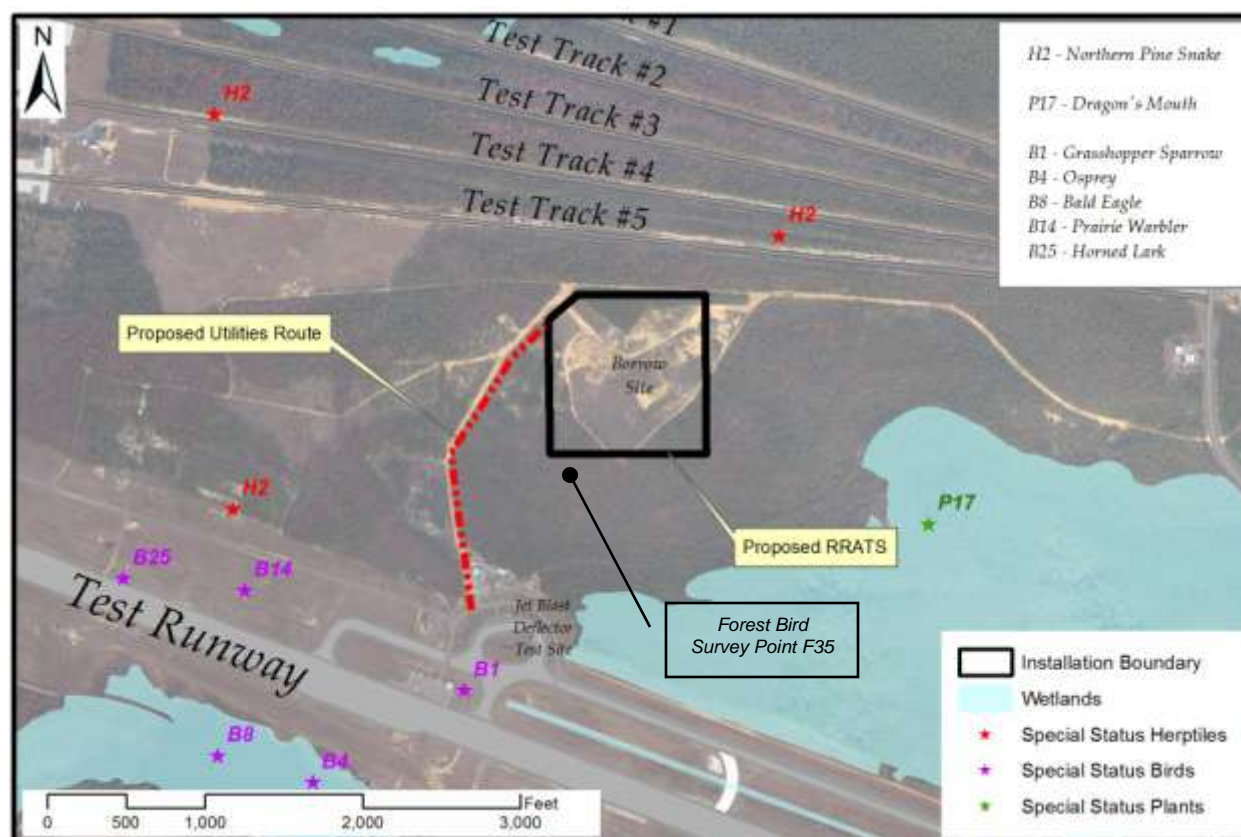 N
#1
Test Track #2
Test Track #3
Test Track #4
Test Track #5
H2 - Northern Pine Snake
P17 - Dragon's Mouth
B1 - Grasshopper Sparrow
B4 - Osprey
B8 - Bald Eagle
B14 - Prairie Warbler
B25 - Horned Lark
H2
H2
Proposed Utilities Route
Borrow
Site
H2
P17
Proposed RRATS
B25
B14
Test Runway
Jet Blast
Deflector
Test Site
Forest Bird
Survey Point F35
B1
B8
B4
Installation Boundary
Wetlands
Special Status Herptiles
Special Status Birds
Special Status Plants
Feet
0 500 1,000 2,000 3,000